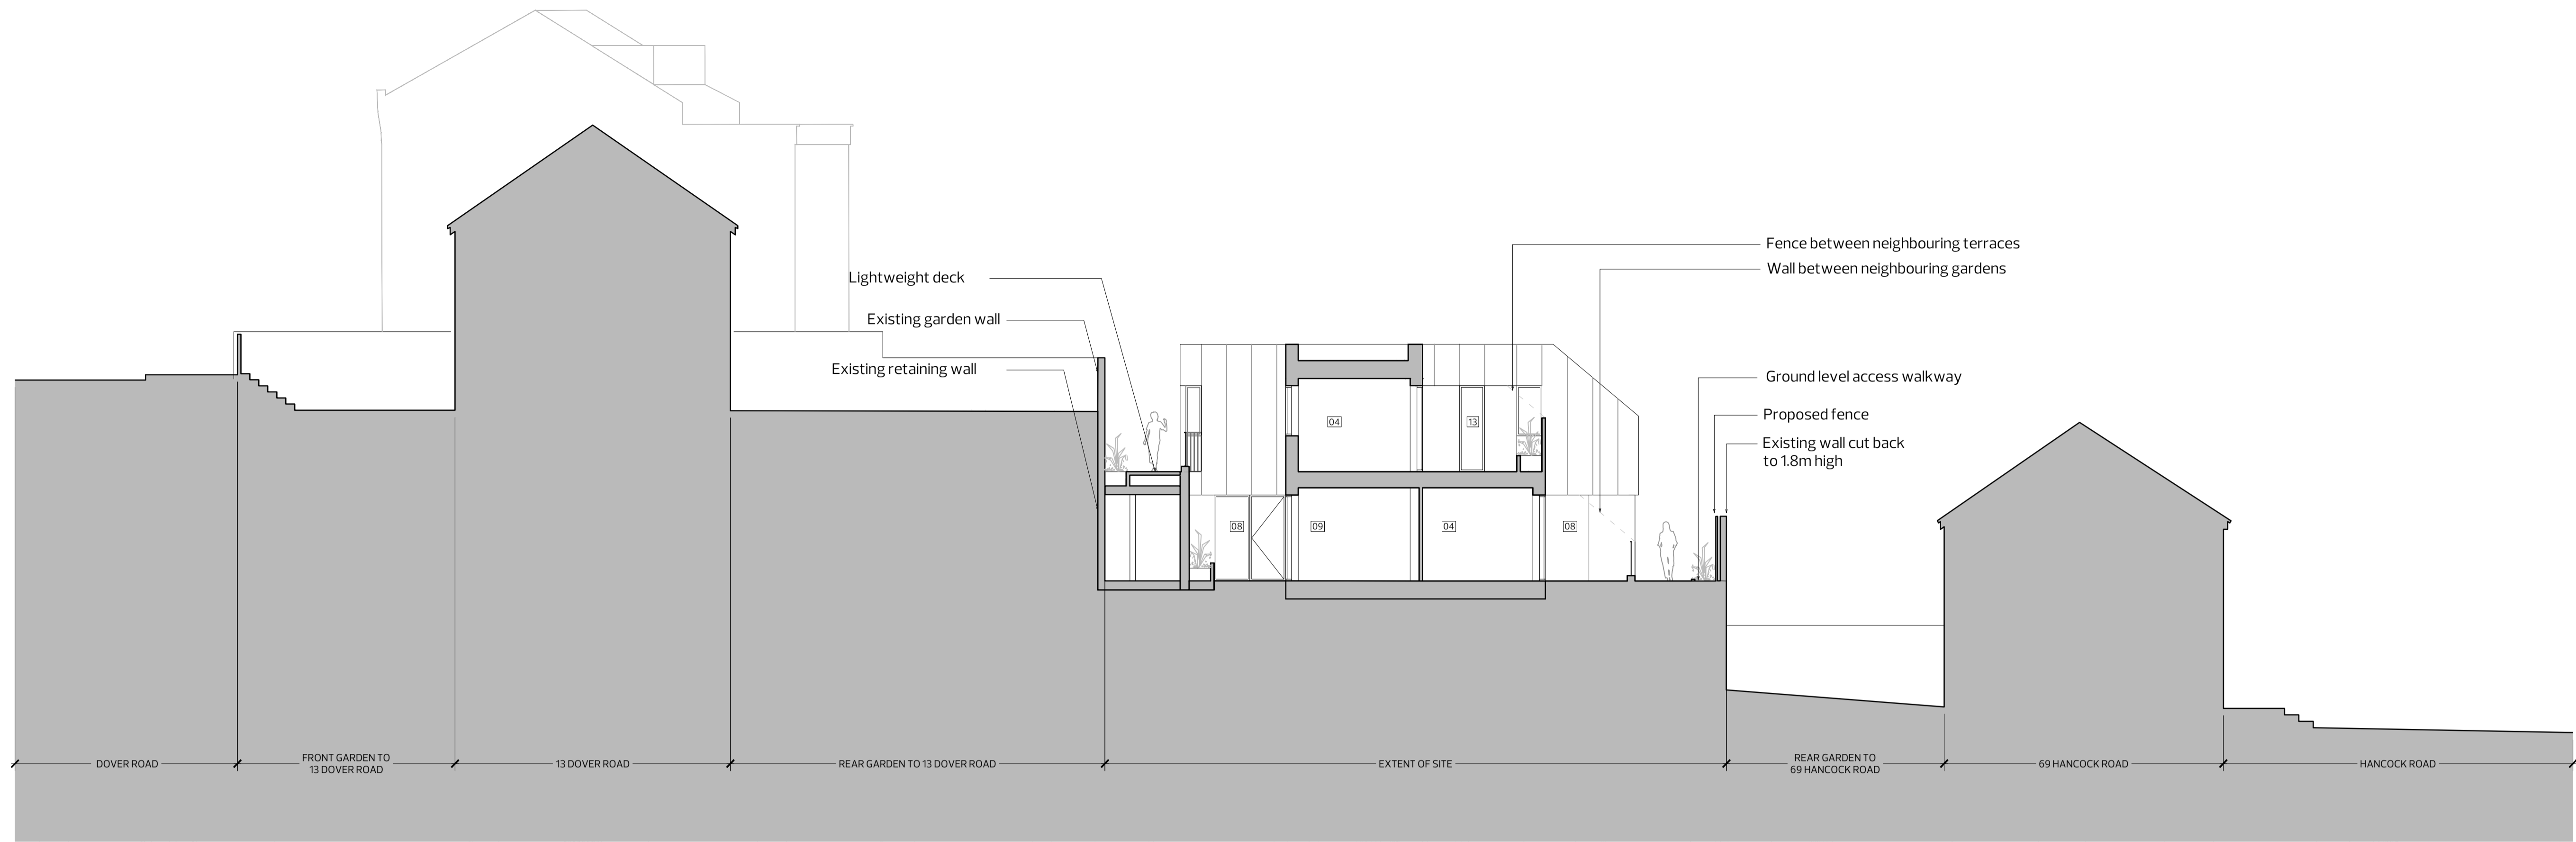 Fence between neighbouring terraces
Wall between neighbouring gardens
Lightweight deck
Existing garden wall
Existing retaining wall
Ground level access walkway
Proposed fence
Existing wall cut back
to 1.8m high
04
13
08
09
04
08
DOVER ROAD
FRONT GARDEN TO
13 DOVER ROAD
13 DOVER ROAD
REAR GARDEN TO 13 DOVER ROAD
EXTENT OF SITE
REAR GARDEN TO
69 HANCOCK ROAD
69 HANCOCK ROAD
HANCOCK ROAD